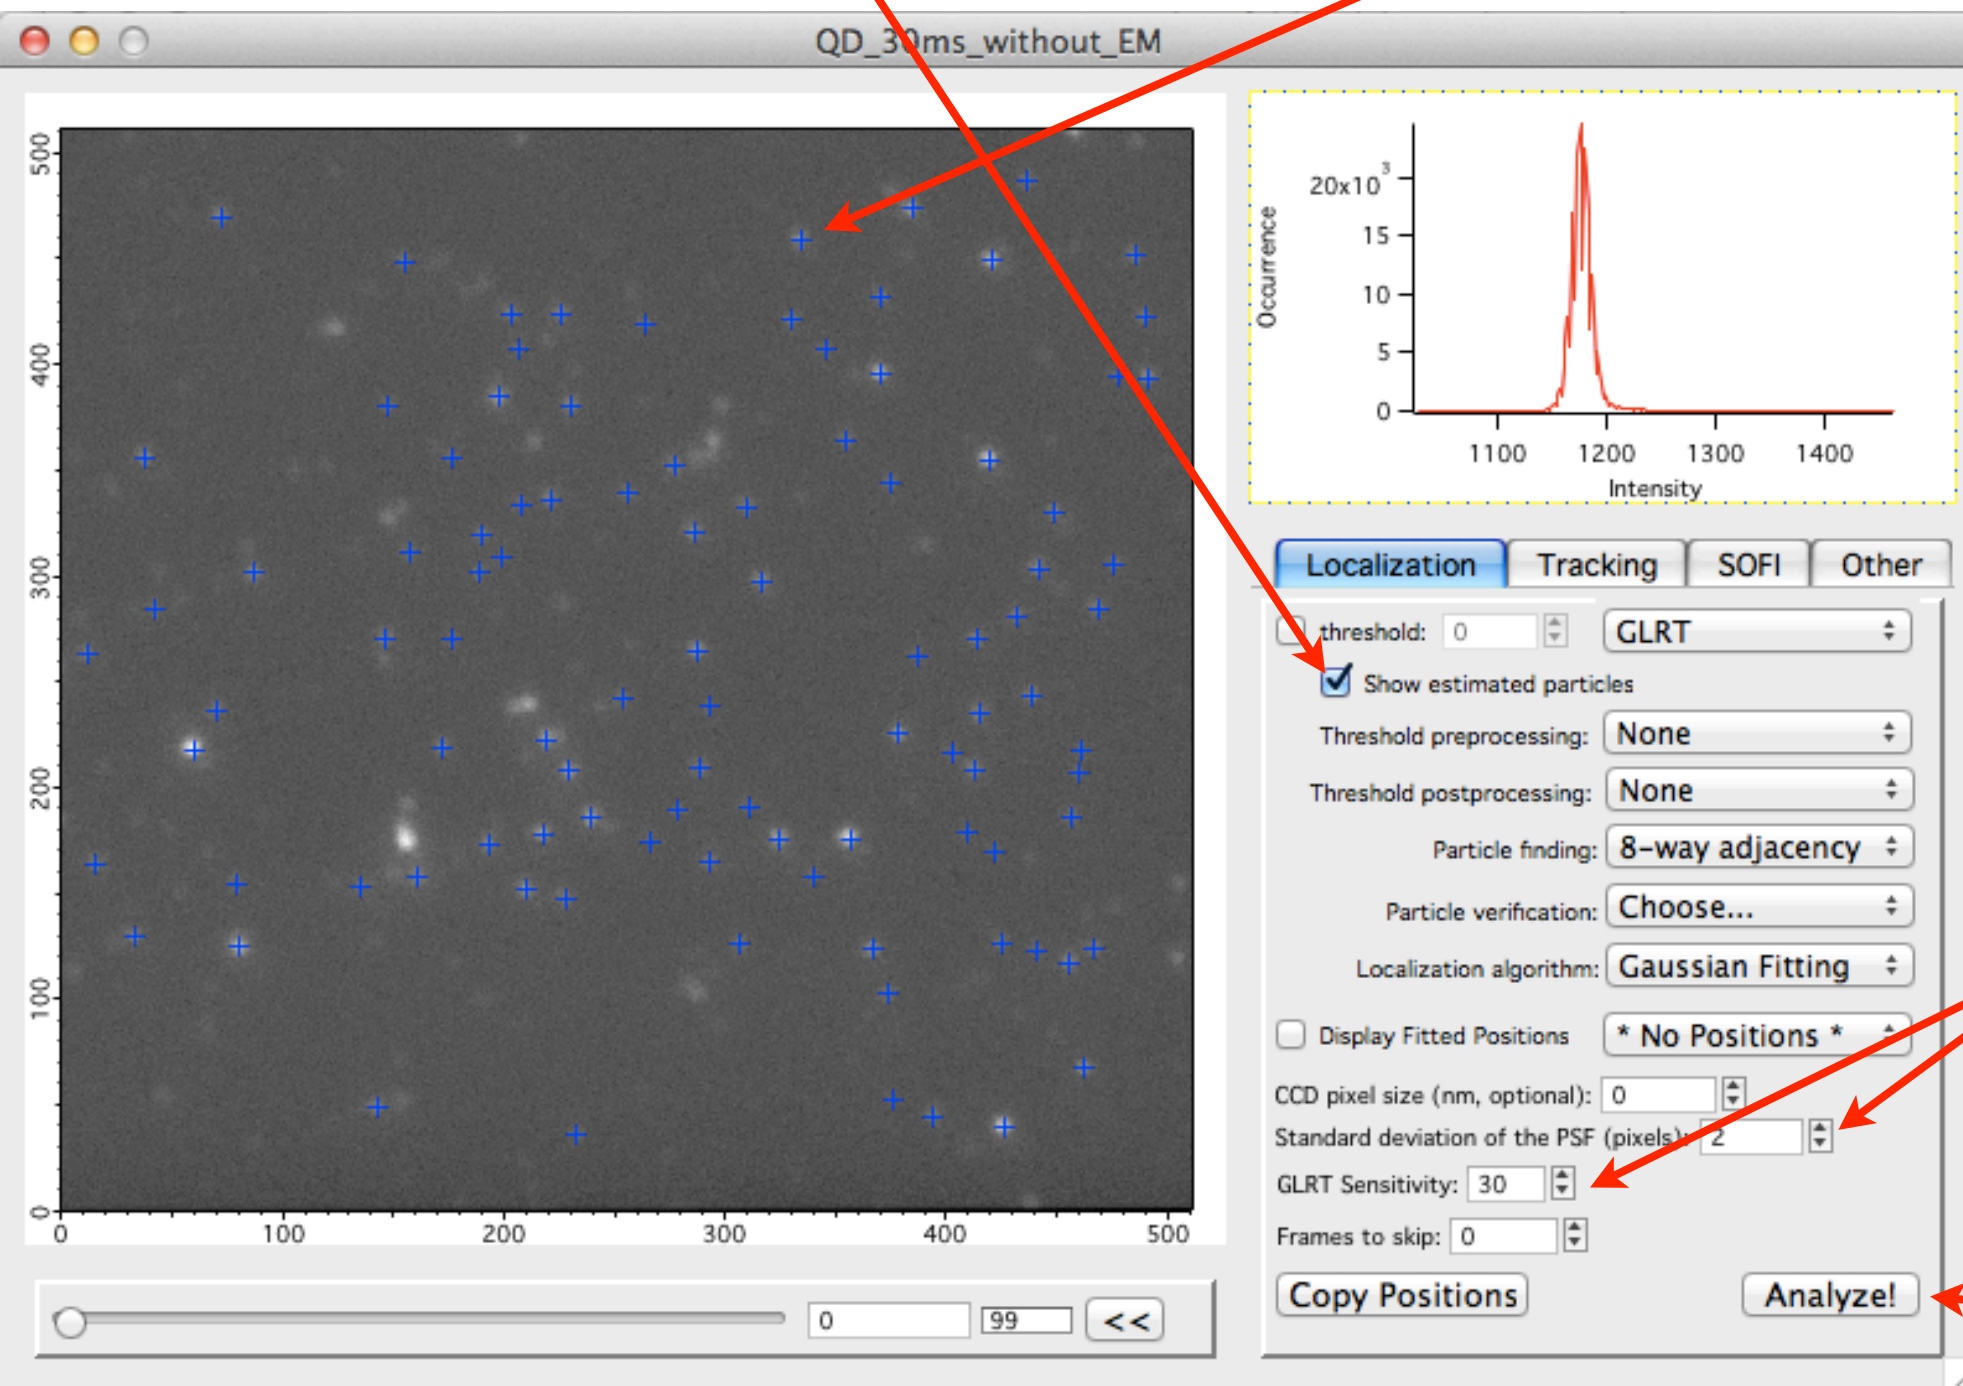 QD_30ms_without_EM
500
400
300
200
100
0
0 100 200 300 400 500
0 99 <<
Occurrence
20x10³
15
10
5
0
1100 1200 1300 1400
Intensity
Localization Tracking SOFI Other
threshold: 0 GLRT
Show estimated particles
Threshold preprocessing: None
Threshold postprocessing: None
Particle finding: 8-way adjacency
Particle verification: Choose...
Localization algorithm: Gaussian Fitting
Display Fitted Positions * No Positions *
CCD pixel size (nm, optional): 0
Standard deviation of the PSF (pixels): 2
GLRT Sensitivity: 30
Frames to skip: 0
Copy Positions Analyze!